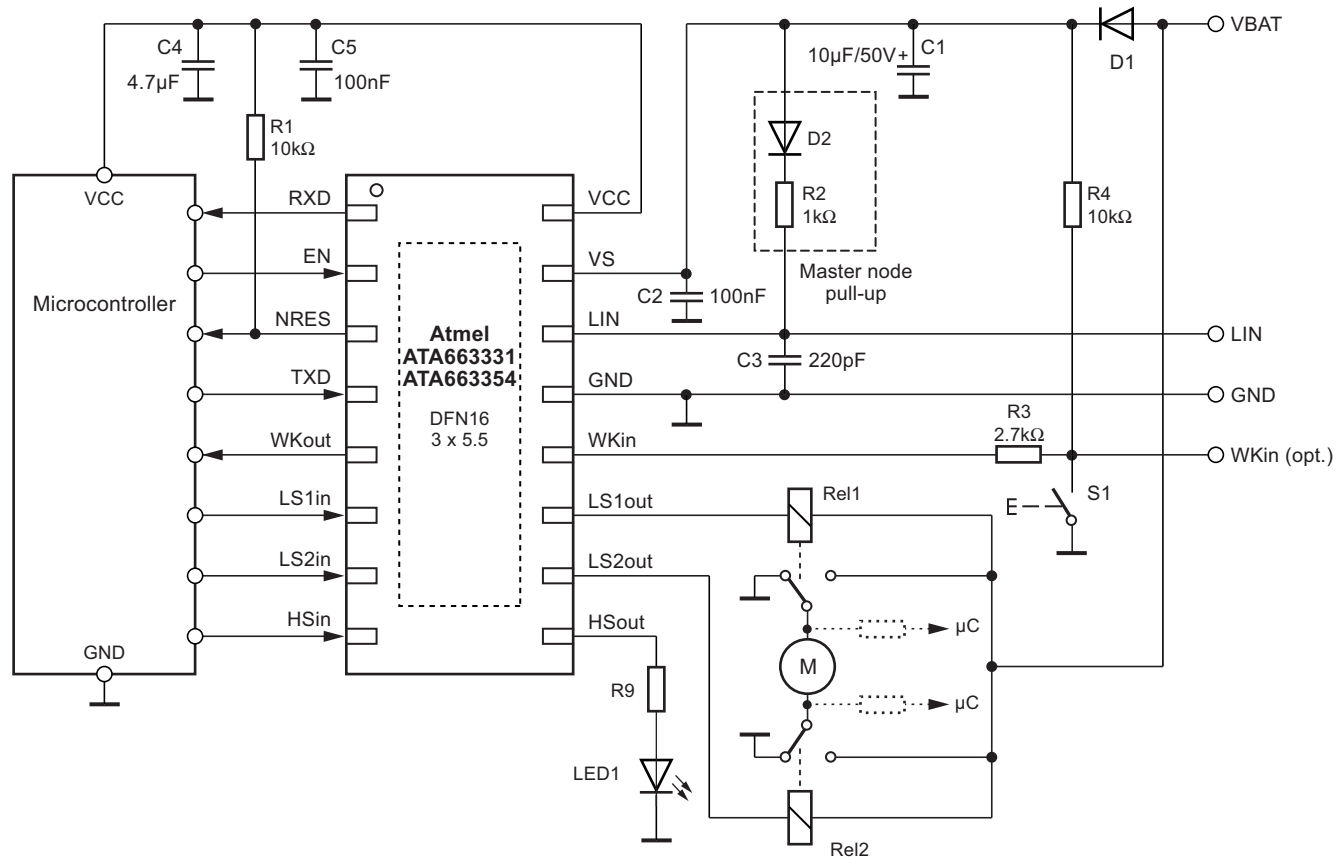 VBAT
C4
4.7µF
C5
100nF
10µF/50V
+
C1
D1
R1
10kΩ
D2
R2
1kΩ
R4
10kΩ
Master node
pull-up
VCC
Microcontroller
GND
RXD
EN
NRES
TXD
WKout
LS1in
LS2in
HSin
Atmel
ATA663331
ATA663354
DFN16
3 x 5.5
VCC
VS
LIN
GND
WKin
LS1out
LS2out
HSout
C2
100nF
C3
220pF
LIN
GND
R3
2.7kΩ
WKin (opt.)
S1
E
Rel1
µC
M
µC
R9
LED1
Rel2